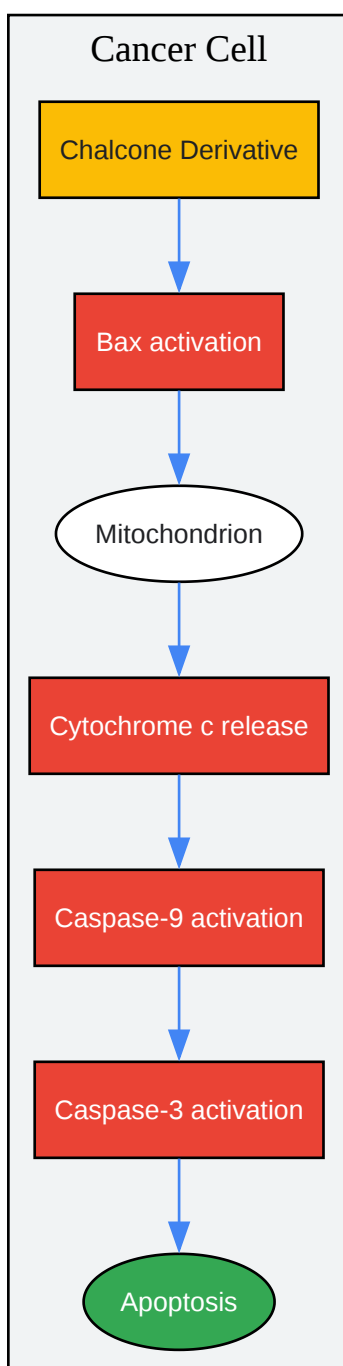 Cancer Cell
Chalcone Derivative
Bax activation
Mitochondrion
Cytochrome c release
Caspase-9 activation
Caspase-3 activation
Apoptosis